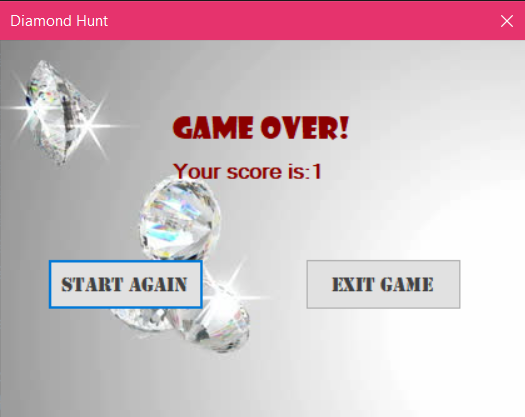 Diamond Hunt
GAME OVER!
Your score is:1
START AGAIN
EXIT GAME